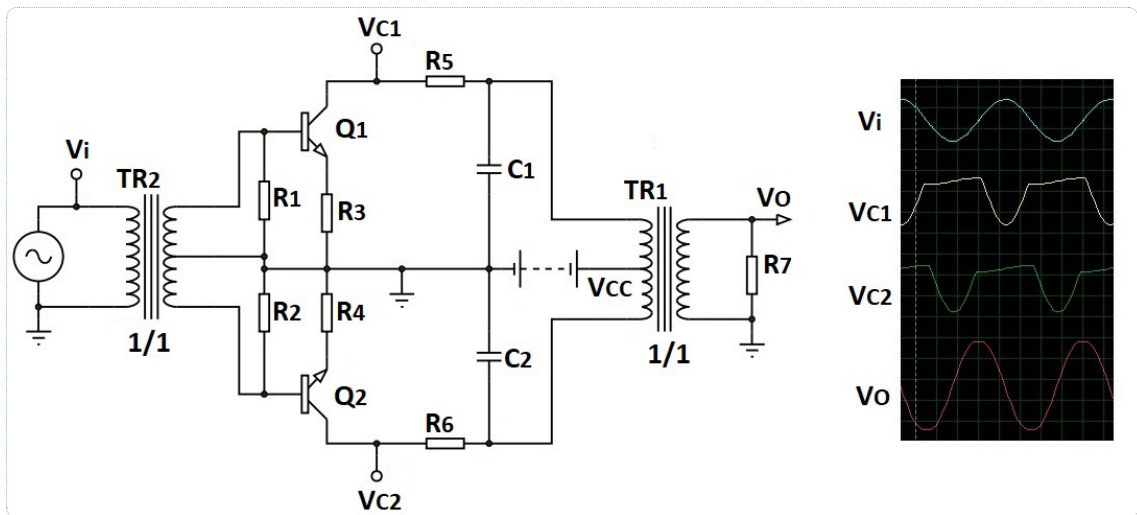 VC1
R5
Q1
Vi
TR2
R1
R3
C1
TR1
VO
R7
VCC
R2
R4
1/1
1/1
C2
Q2
R6
VC2
Vi
VC1
VC2
VO